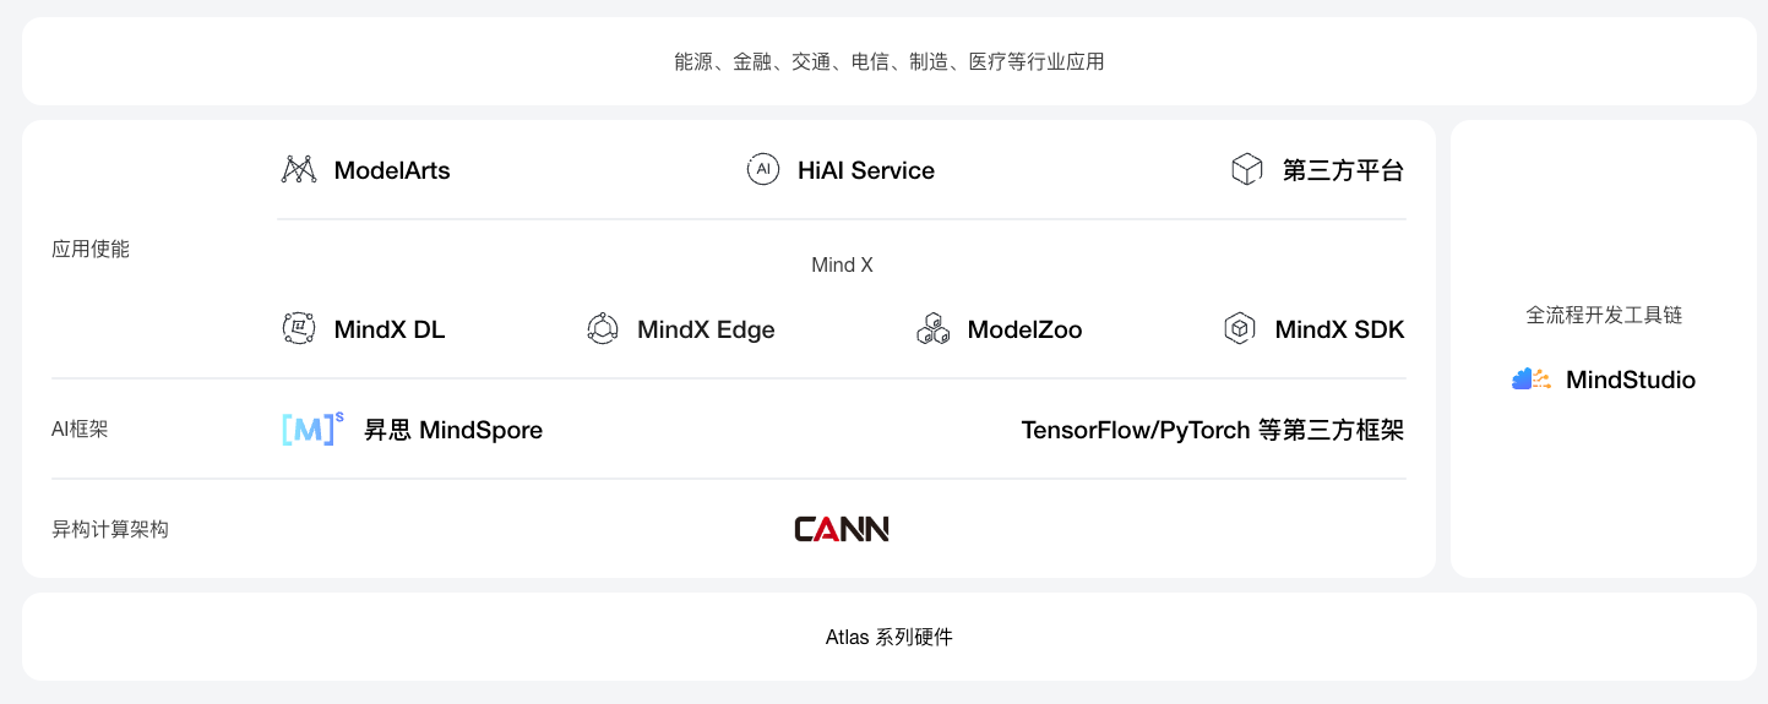 能源、金融、交通、电信、制造、医疗等行业应用
ModelArts
AI
HiAI Service
第三方平台
应用使能
Mind X
MindX DL
MindX Edge
ModelZoo
MindX SDK
全流程开发工具链
MindStudio
AI框架
[M]s
昇思 MindSpore
TensorFlow/PyTorch 等第三方框架
异构计算架构
CANN
Atlas 系列硬件